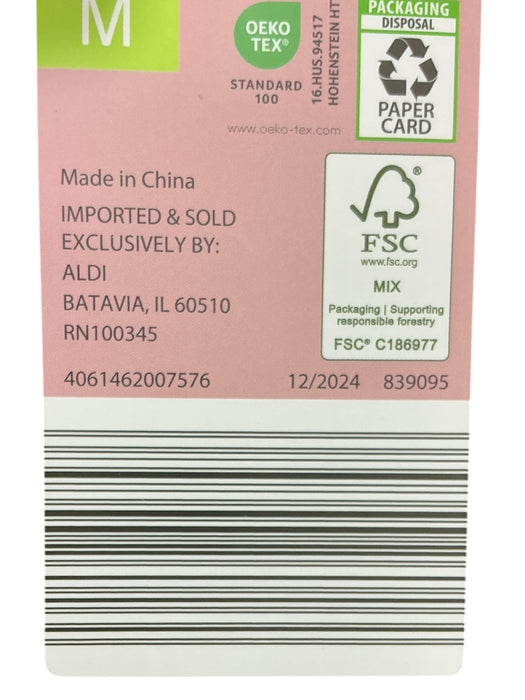 M
OEKO
TEX®
STANDARD
100
16.HUS.94517
HOHENSTEIN HT
www.oeko-tex.com
PACKAGING
DISPOSAL
PAPER
CARD
Made in China
IMPORTED & SOLD
EXCLUSIVELY BY:
ALDI
BATAVIA, IL 60510
RN100345
®
FSC
www.fsc.org
MIX
Packaging | Supporting
responsible forestry
FSC® C186977
4061462007576 12/2024 839095